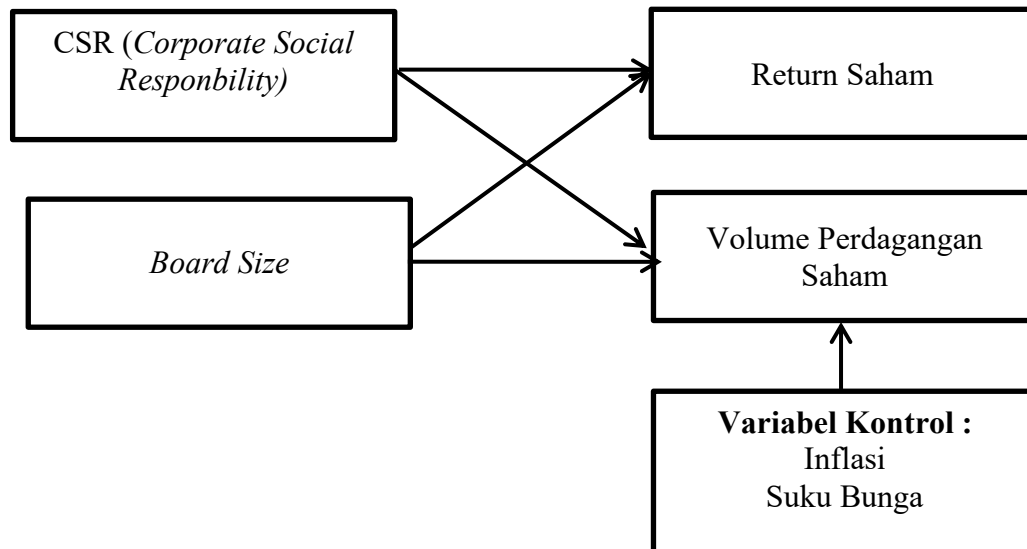 CSR (Corporate Social
Responbility)
Return Saham
Board Size
Volume Perdagangan
Saham
Variabel Kontrol :
Inflasi
Suku Bunga